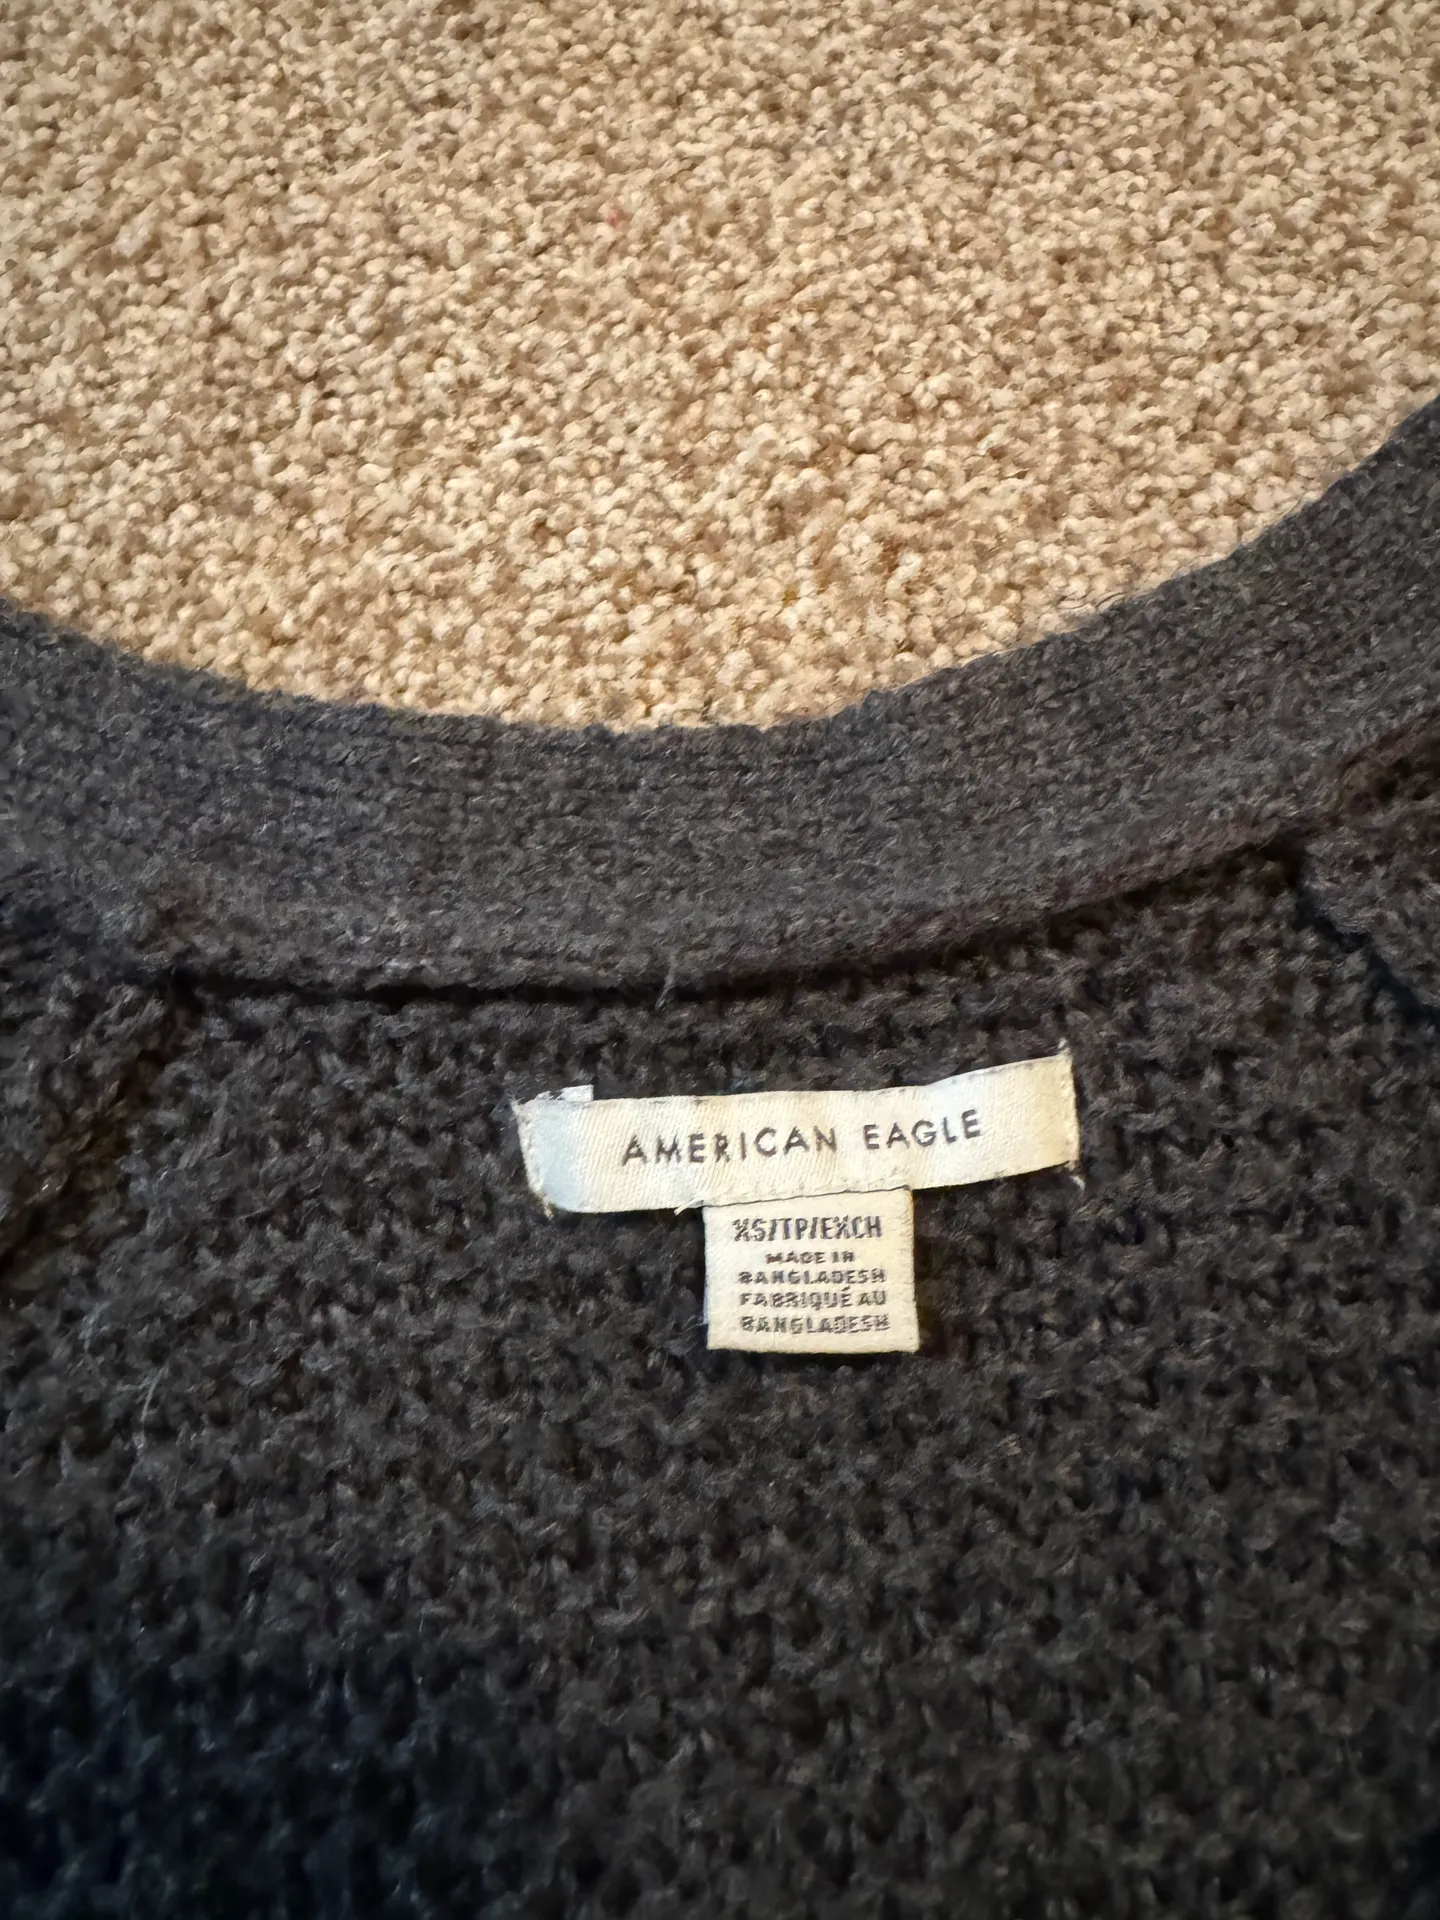 AMERICAN EAGLE
XS/TP/EXCH
MADE IN
BANGLADESH
FABRIQUÉ AU
BANGLADESH